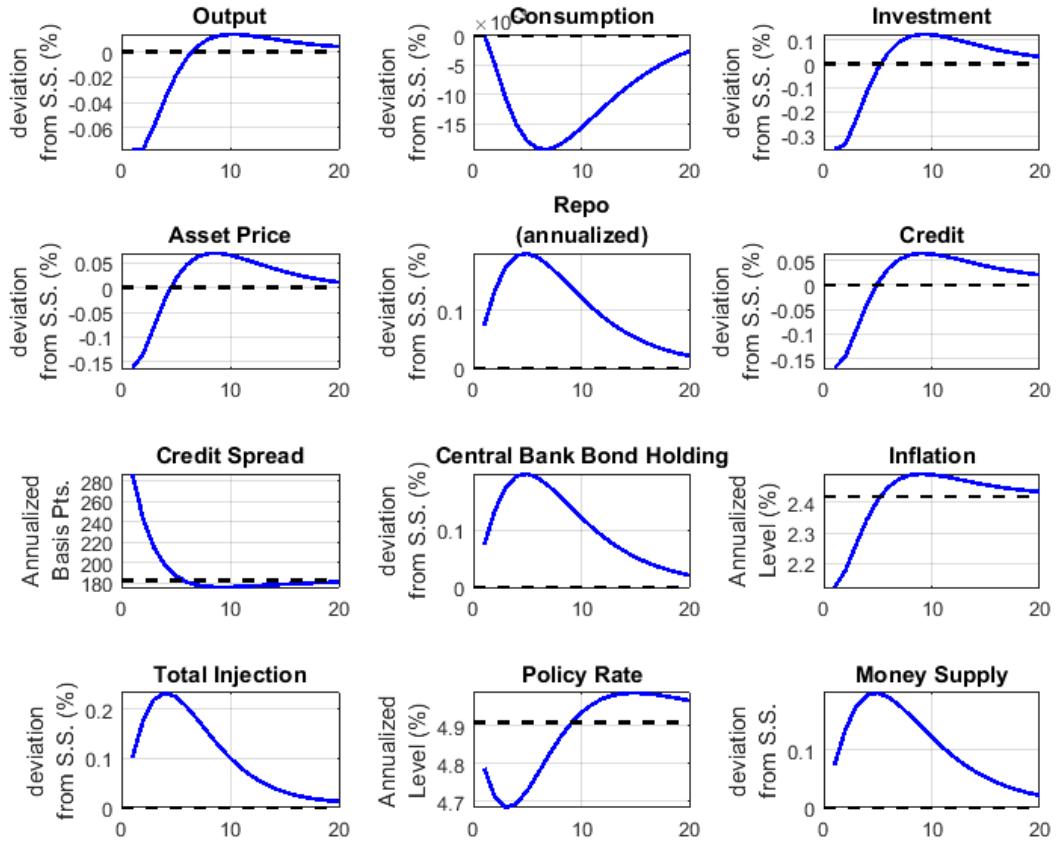 Output
deviation
from S.S. (%)
0
-0.02
-0.04
-0.06
0 10 20
Consumption
deviation
from S.S. (%)
0
-5
-10
-15
0 10 20
Investment
deviation
from S.S. (%)
0.1
0
-0.1
-0.2
-0.3
0 10 20
Asset Price
deviation
from S.S. (%)
0.05
0
-0.05
-0.1
-0.15
0 10 20
Repo
(annualized)
deviation
from S.S. (%)
0.1
0
0 10 20
Credit
deviation
from S.S. (%)
0.05
0
-0.05
-0.1
-0.15
0 10 20
Credit Spread
Annualized
Basis Pts.
280
260
240
220
200
180
0 10 20
Central Bank Bond Holding
deviation
from S.S. (%)
0.1
0
0 10 20
Inflation
Annualized
Level (%)
2.4
2.3
2.2
0 10 20
Total Injection
deviation
from S.S. (%)
0.2
0.1
0
0 10 20
Policy Rate
Annualized
Level (%)
4.9
4.8
4.7
0 10 20
Money Supply
deviation
from S.S.
0.1
0
0 10 20